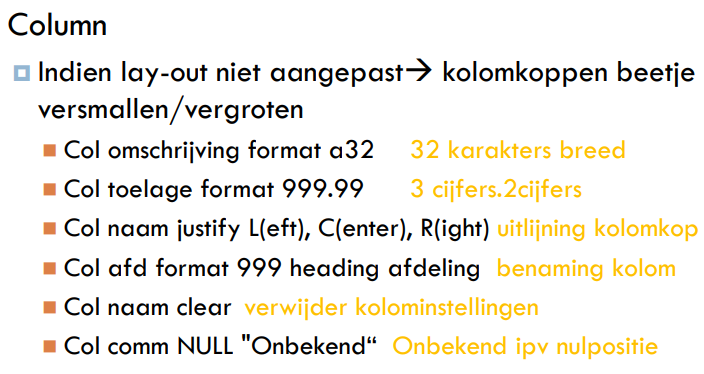 Column
Indien lay-out niet aangepast→ kolomkoppen beetje
versmallen/vergroten
Col omschrijving format a32 32 karakters breed
Col toelage format 999.99 3 cijfers.2cijfers
Col naam justify L(eft), C(enter), R(ight) uitlijning kolomkop
Col afd format 999 heading afdeling benaming kolom
Col naam clear verwijder kolominstellingen
Col comm NULL "Onbekend“ Onbekend ipv nulpositie